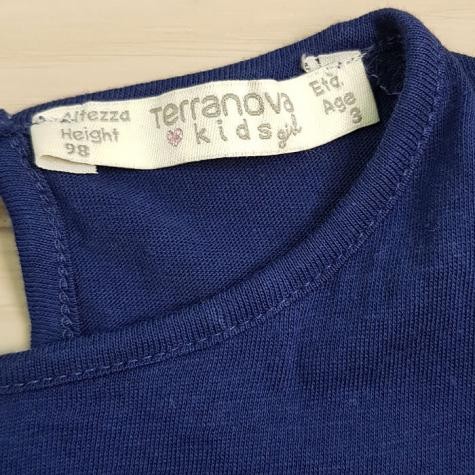 Altezza
Height
98
Terranova
kids girl
Età
Age
3